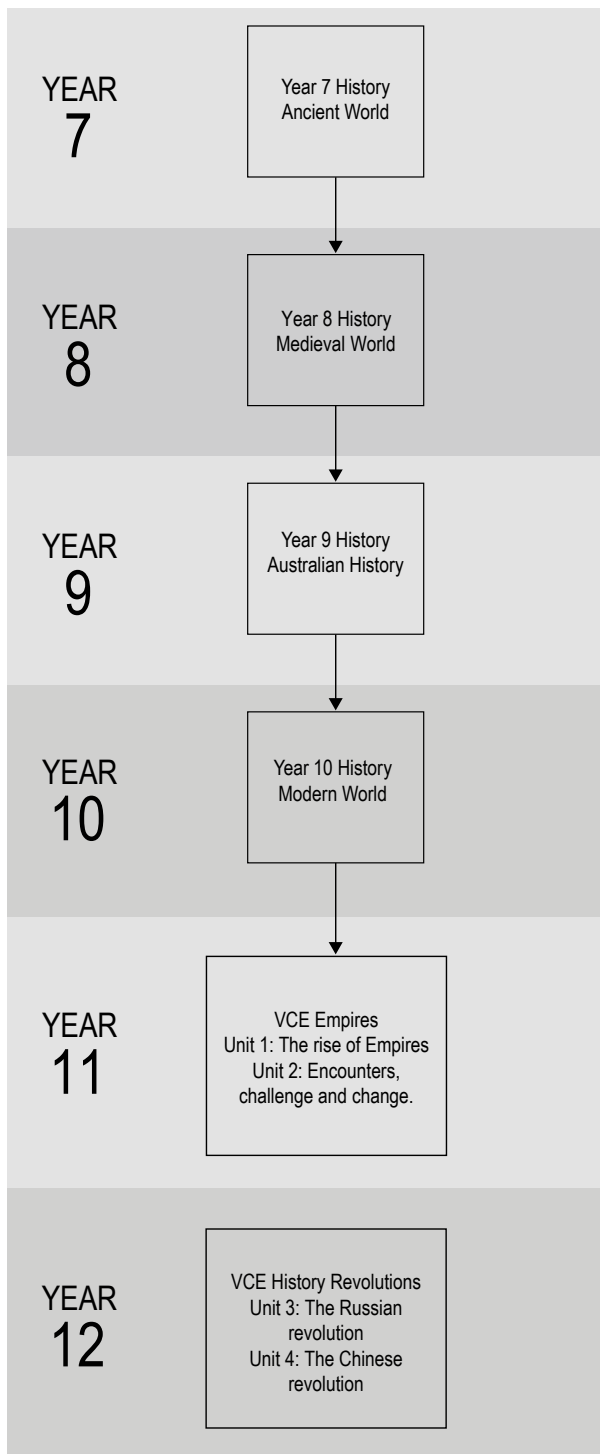 YEAR
7
Year 7 History
Ancient World
YEAR
8
Year 8 History
Medieval World
YEAR
9
Year 9 History
Australian History
YEAR
10
Year 10 History
Modern World
YEAR
11
VCE Empires
Unit 1: The rise of Empires
Unit 2: Encounters,
challenge and change.
YEAR
12
VCE History Revolutions
Unit 3: The Russian
revolution
Unit 4: The Chinese
revolution